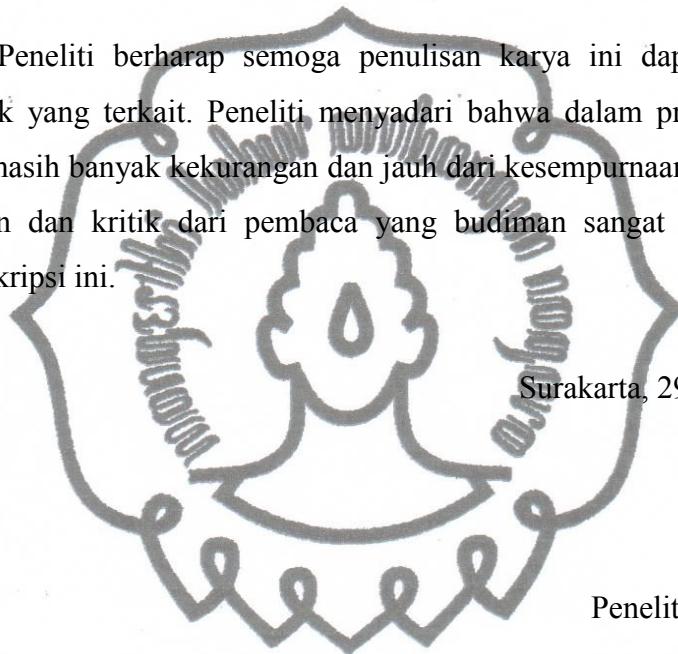 Peneliti berharap semoga penulisan karya ini dap
k yang terkait. Peneliti menyadari bahwa dalam pr
masih banyak kekurangan dan jauh dari kesempurnaan
n dan kritik dari pembaca yang budiman sangat
kripsi ini.
Surakarta, 29
Penelit